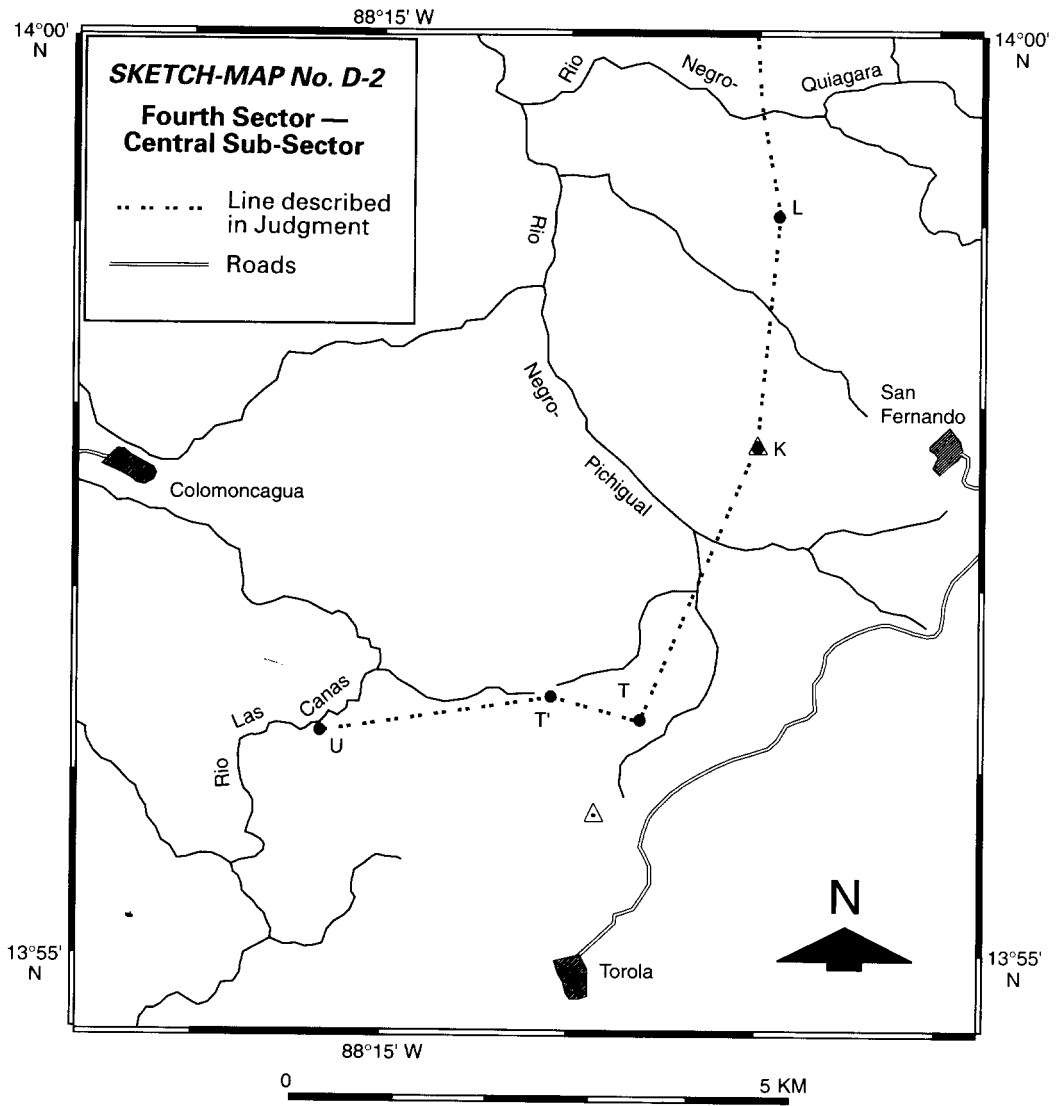 88°15' W
14°00'
N
14°00'
N
SKETCH-MAP No. D-2
Fourth Sector —
Central Sub-Sector
Line described
in Judgment
Roads
Rio
Negro-
Quiagara
L
Rio
Negro-
Pichigual
San
Fernando
K
Colomoncagua
T
T'
Las
Canas
U
Rio
N
13°55'
N
13°55'
N
Torola
88°15' W
0
5 KM